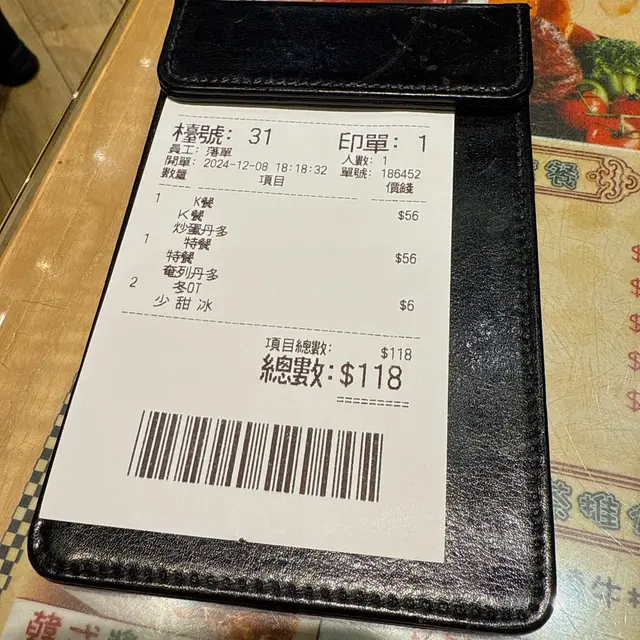 檯號: 31 印單: 1
員工: 落單 人數: 1
開單: 2024-12-08 18:18:32 單號: 186452
數量 項目 價錢
1 K餐 $56
K餐
炒蛋丹多
1 特餐 $56
特餐
奄列丹多
2 冬OT $6
少 甜 冰
項目總數: $118
總數: $118
==========
餐
$
$
$
$